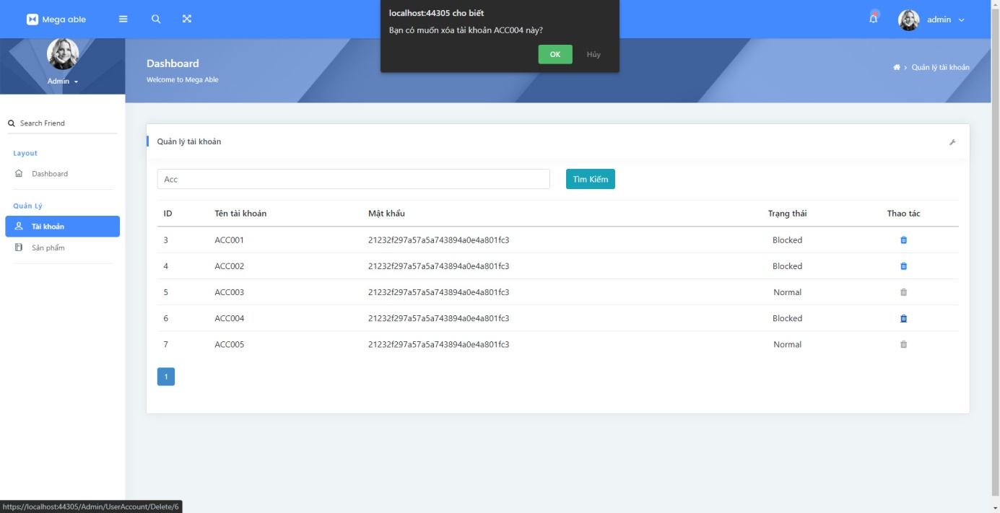 localhost:44305 cho biết
Bạn có muốn xóa tài khoản ACC004 này?
OK Hủy
Mega able
admin
Admin
Dashboard
Welcome to Mega Able
Quản lý tài khoản
Search Friend
Layout
Dashboard
Quản Lý
Tài khoản
Sản phẩm
Quản lý tài khoản
Acc Tìm Kiếm
ID Tên tài khoản Mật khẩu Trạng thái Thao tác
3 ACC001 21232f297a57a5a743894a0e4a801fc3 Blocked
4 ACC002 21232f297a57a5a743894a0e4a801fc3 Blocked
5 ACC003 21232f297a57a5a743894a0e4a801fc3 Normal
6 ACC004 21232f297a57a5a743894a0e4a801fc3 Blocked
7 ACC005 21232f297a57a5a743894a0e4a801fc3 Normal
1
https://localhost:44305/Admin/UserAccount/Delete/6